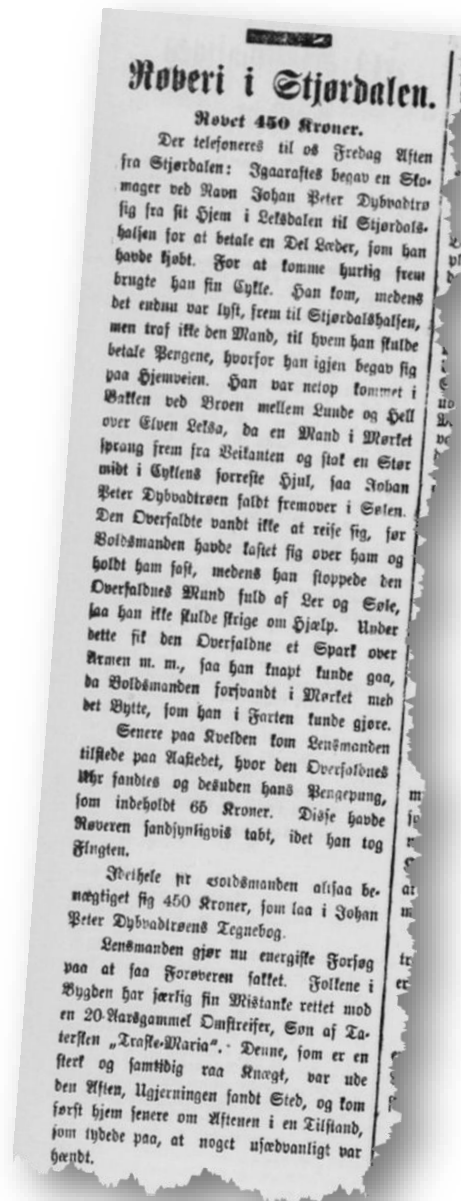 Røveri i Stjørdalen.
Røvet 450 Kroner.
Der telefoneres til os Fredag Aften
fra Stjørdalen: Igaaraftes begav en Sko-
mager ved Navn Johan Peter Dybvadtrø
sig fra sit Hjem i Leksdalen til Stjørdals-
halsen for at betale en Del Læder, som han
havde kjøbt. For at komme hurtig frem
brugte han sin Cykle. Han kom, medens
det endnu var lyst, frem til Stjørdalshalsen,
men traf ikke den Mand, til hvem han skulde
betale Pengene, hvorfor han igjen begav sig
paa Hjemveien. Han var netop kommet i
Bakken ved Broen mellem Lunde og Hell
over Elven Leksa, da en Mand i Mørket
sprang frem fra Veikanten og stak en Stør
midt i Cyklens forreste Hjul, saa Johan
Peter Dybvadtrøen faldt fremover i Sølen.
Den Overfaldte vandt ikke at reise sig, før
Voldsmanden havde kastet sig over ham og
holdt ham fast, medens han stoppede den
Overfaldnes Mund fuld af Ler og Søle,
saa han ikke skulde skrige om Hjælp. Under
dette fik den Overfaldne et Spark over
Armen m. m., saa han knapt kunde gaa,
da Voldsmanden forsvandt i Mørket med
det Bytte, som han i Farten kunde gjøre.
Senere paa Kvelden kom Lensmanden
tilstede paa Aastedet, hvor den Overfaldnes
Uhr fandtes og desuden hans Pengepung,
som indeholdt 65 Kroner. Disse havde
Røveren sandsynligvis tabt, idet han tog
Flugten.
Idethele har Voldsmanden altsaa be-
mægtiget sig 450 Kroner, som laa i Johan
Peter Dybvadtrøens Tegnebog.
Lensmanden gjør nu energiske Forsøg
paa at faa Forøveren fakket. Folkene i
Bygden har særlig sin Mistanke rettet mod
en 20-Aarsgammel Omstreifer, Søn af Ta-
tersken „Traske-Maria“. Denne, som er en
sterk og samtidig raa Knægt, var ude
den Aften, Ugjerningen fandt Sted, og kom
først hjem senere om Aftenen i en Tilstand,
som tydede paa, at noget usædvanligt var
hændt.